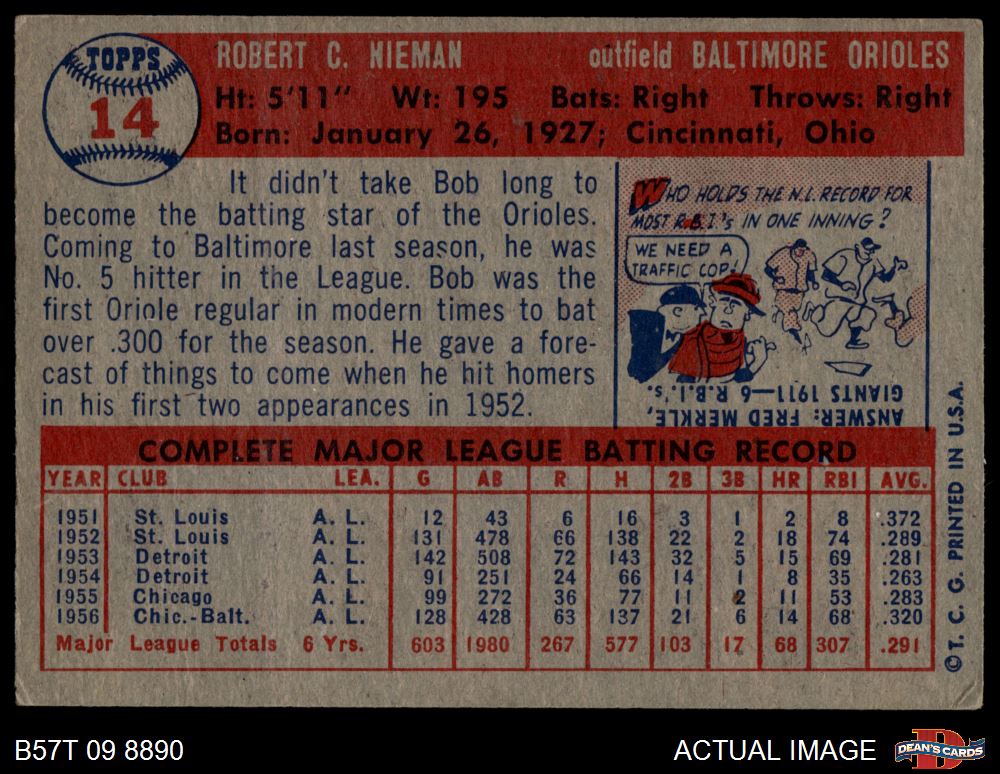 TOPPS
14
ROBERT C. NIEMAN outfield BALTIMORE ORIOLES
Ht: 5'11" Wt: 195 Bats: Right Throws: Right
Born: January 26, 1927; Cincinnati, Ohio
It didn't take Bob long to
become the batting star of the Orioles.
Coming to Baltimore last season, he was
No. 5 hitter in the League. Bob was the
first Oriole regular in modern times to bat
over .300 for the season. He gave a fore-
cast of things to come when he hit homers
in his first two appearances in 1952.
WHO HOLDS THE N.L. RECORD FOR
MOST R.B.I.'s IN ONE INNING?
WE NEED A
TRAFFIC COP!
ANSWER: FRED MERKLE,
GIANTS 1911—6 R.B.I.'s.
COMPLETE MAJOR LEAGUE BATTING RECORD
YEAR CLUB LEA. G AB R H 2B 3B HR RBI AVG.
1951 St. Louis A. L. 12 43 6 16 3 1 2 8 .372
1952 St. Louis A. L. 131 478 66 138 22 2 18 74 .289
1953 Detroit A. L. 142 508 72 143 32 5 15 69 .281
1954 Detroit A. L. 91 251 24 66 14 1 8 35 .263
1955 Chicago A. L. 99 272 36 77 11 2 11 53 .283
1956 Chic.-Balt. A. L. 128 428 63 137 21 6 14 68 .320
Major League Totals 6 Yrs. 603 1980 267 577 103 17 68 307 .291
© T. C. G. PRINTED IN U.S.A.
B57T 09 8890
ACTUAL IMAGE
DEAN'S CARDS